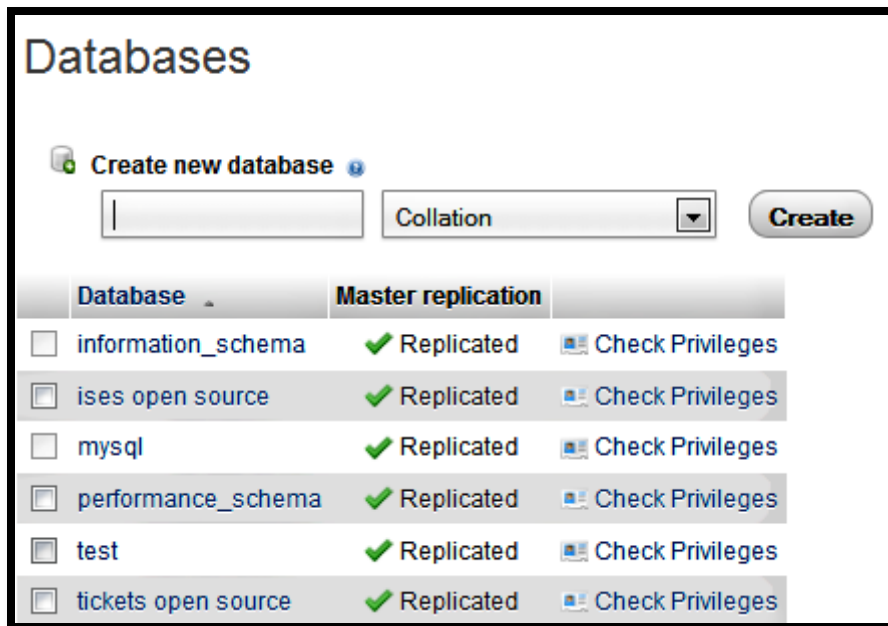 Databases
Create new database
Collation Create
Database Master replication
information_schema Replicated Check Privileges
ises open source Replicated Check Privileges
mysql Replicated Check Privileges
performance_schema Replicated Check Privileges
test Replicated Check Privileges
tickets open source Replicated Check Privileges